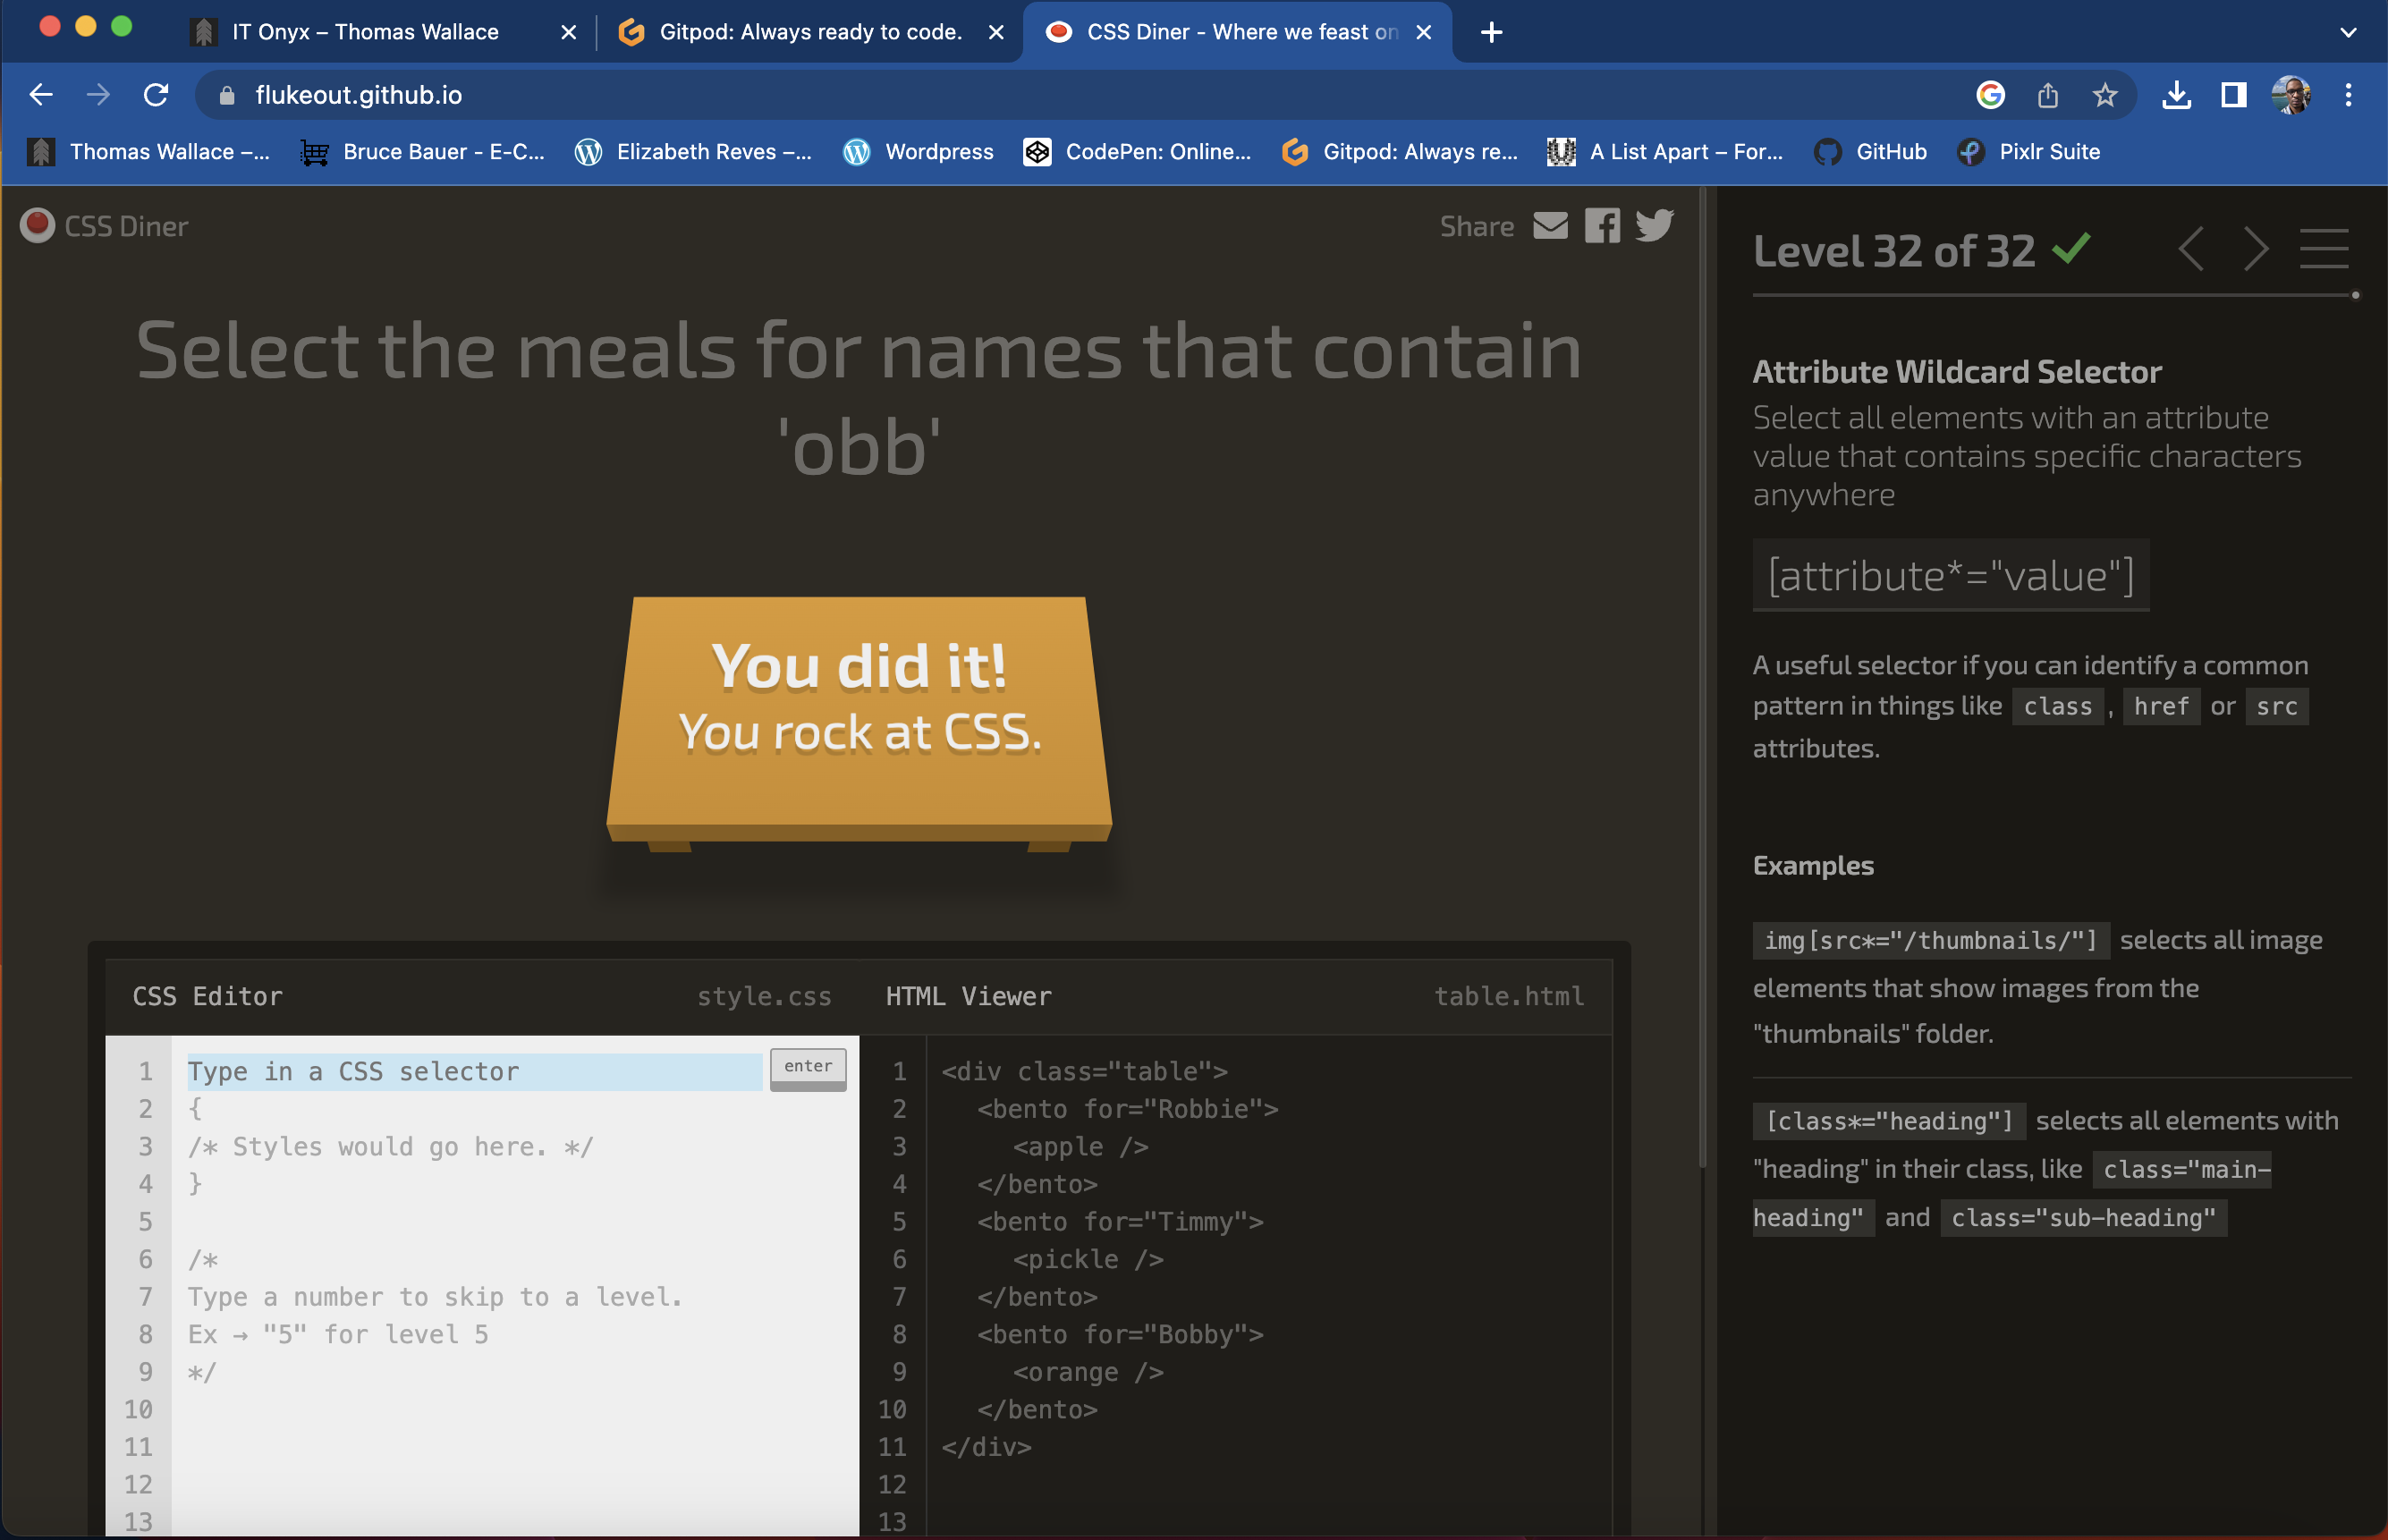 IT Onyx – Thomas Wallace
Gitpod: Always ready to code.
CSS Diner - Where we feast on
flukeout.github.io
Thomas Wallace –...
Bruce Bauer - E-C...
Elizabeth Reves –...
Wordpress
CodePen: Online...
Gitpod: Always re...
A List Apart – For...
GitHub
Pixlr Suite
CSS Diner
Share
Select the meals for names that contain
'obb'
You did it!
You rock at CSS.
CSS Editor
style.css
1 Type in a CSS selector
enter
2 {
3 /* Styles would go here. */
4 }
5
6 /*
7 Type a number to skip to a level.
8 Ex → "5" for level 5
9 */
10
11
12
13
HTML Viewer
table.html
1 <div class="table">
2 <bento for="Robbie">
3 <apple />
4 </bento>
5 <bento for="Timmy">
6 <pickle />
7 </bento>
8 <bento for="Bobby">
9 <orange />
10 </bento>
11 </div>
12
13
Level 32 of 32
Attribute Wildcard Selector
Select all elements with an attribute
value that contains specific characters
anywhere
[attribute*="value"]
A useful selector if you can identify a common
pattern in things like class , href or src
attributes.
Examples
img[src*="/thumbnails/"] selects all image
elements that show images from the
"thumbnails" folder.
[class*="heading"] selects all elements with
"heading" in their class, like class="main-
heading" and class="sub-heading"